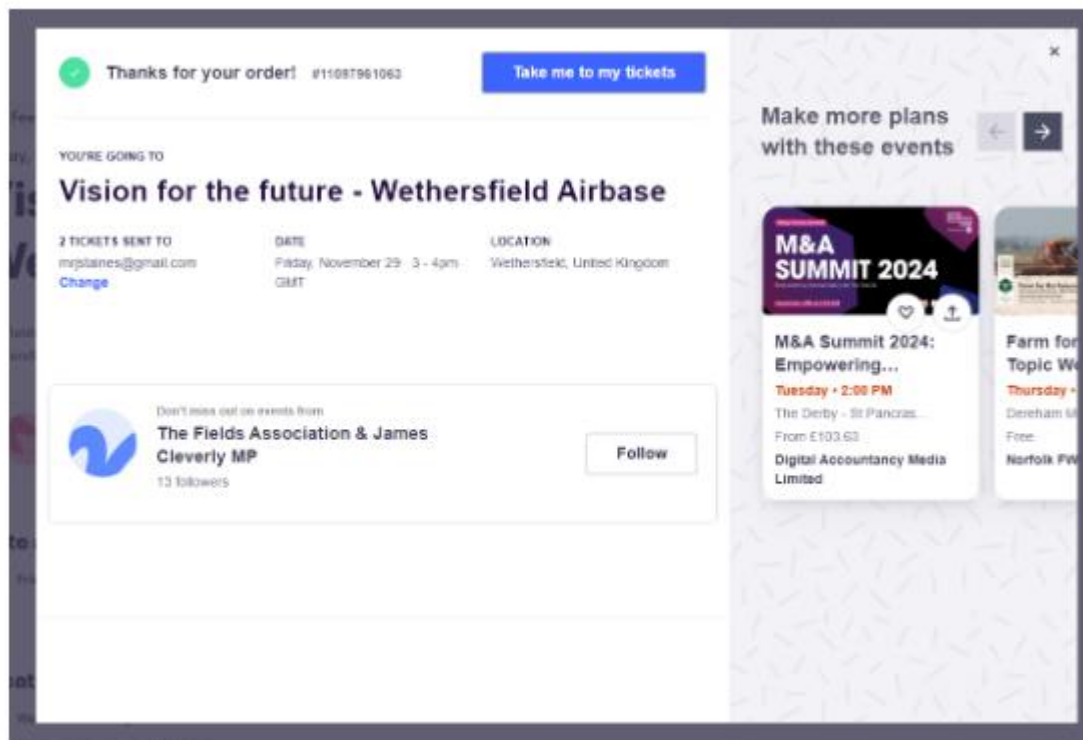 Thanks for your order! #11087961063
Take me to my tickets
YOU'RE GOING TO
Vision for the future - Wethersfield Airbase
2 TICKETS SENT TO
mrjstaines@gmail.com
Change
DATE
Friday, November 29 3 - 4pm
GMT
LOCATION
Wethersfield, United Kingdom
Don't miss out on events from
The Fields Association & James
Cleverly MP
13 followers
Follow
Make more plans
with these events
M&A
SUMMIT 2024
M&A Summit 2024:
Empowering...
Tuesday • 2:00 PM
The Derby - St Pancras...
From £103.63
Digital Accountancy Media
Limited
Farm for
Topic We
Thursday •
Dereham M
Free
Norfolk FW